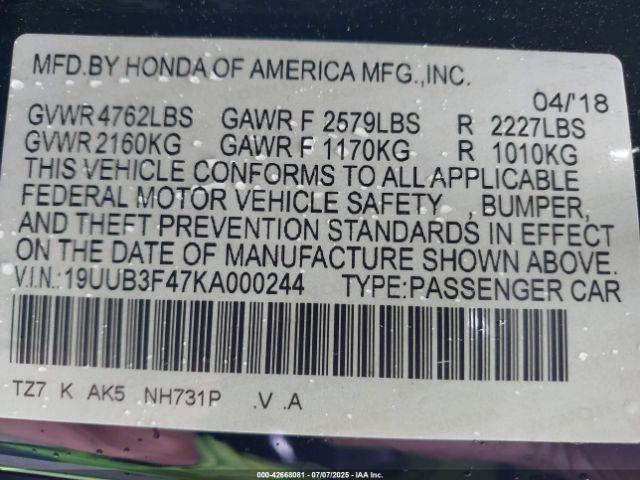 MFD.BY HONDA OF AMERICA MFG.,INC.
04/'18
GVWR 4762LBS GAWR F 2579LBS R 2227LBS
GVWR 2160KG GAWR F 1170KG R 1010KG
THIS VEHICLE CONFORMS TO ALL APPLICABLE
FEDERAL MOTOR VEHICLE SAFETY , BUMPER,
AND THEFT PREVENTION STANDARDS IN EFFECT
ON THE DATE OF MANUFACTURE SHOWN ABOVE.
V.I.N.:19UUB3F47KA000244 TYPE:PASSENGER CAR
TZ7 K AK5 NH731P .V .A
000-42668081 07/07/2025 IAAI.COM